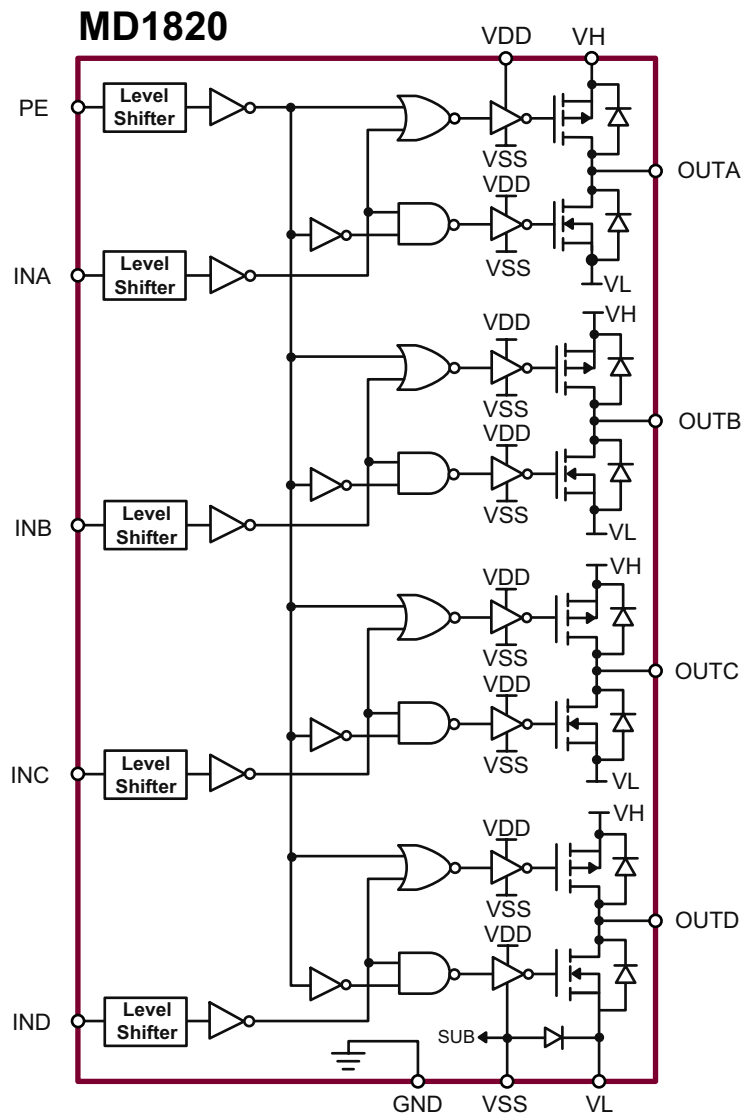 MD1820
VDD
VH
PE
Level
Shifter
VSS
OUTA
VDD
INA
Level
Shifter
VSS
VL
VH
VDD
VSS
OUTB
VDD
INB
Level
Shifter
VSS
VL
VH
VDD
VSS
OUTC
VDD
INC
Level
Shifter
VSS
VL
VH
VDD
VSS
OUTD
VDD
IND
Level
Shifter
SUB
GND
VSS
VL